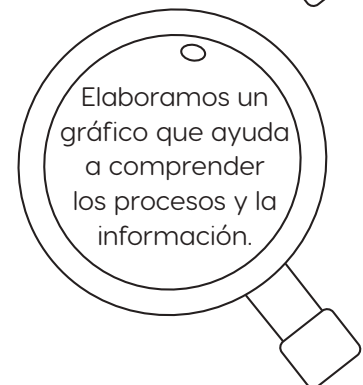 Elaboramos un
gráfico que ayuda
a comprender
los procesos y la
información.